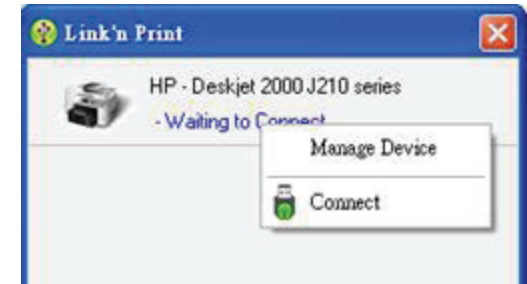 Link'n Print
HP - Deskjet 2000 J210 series
- Waiting to Connect
Manage Device
Connect